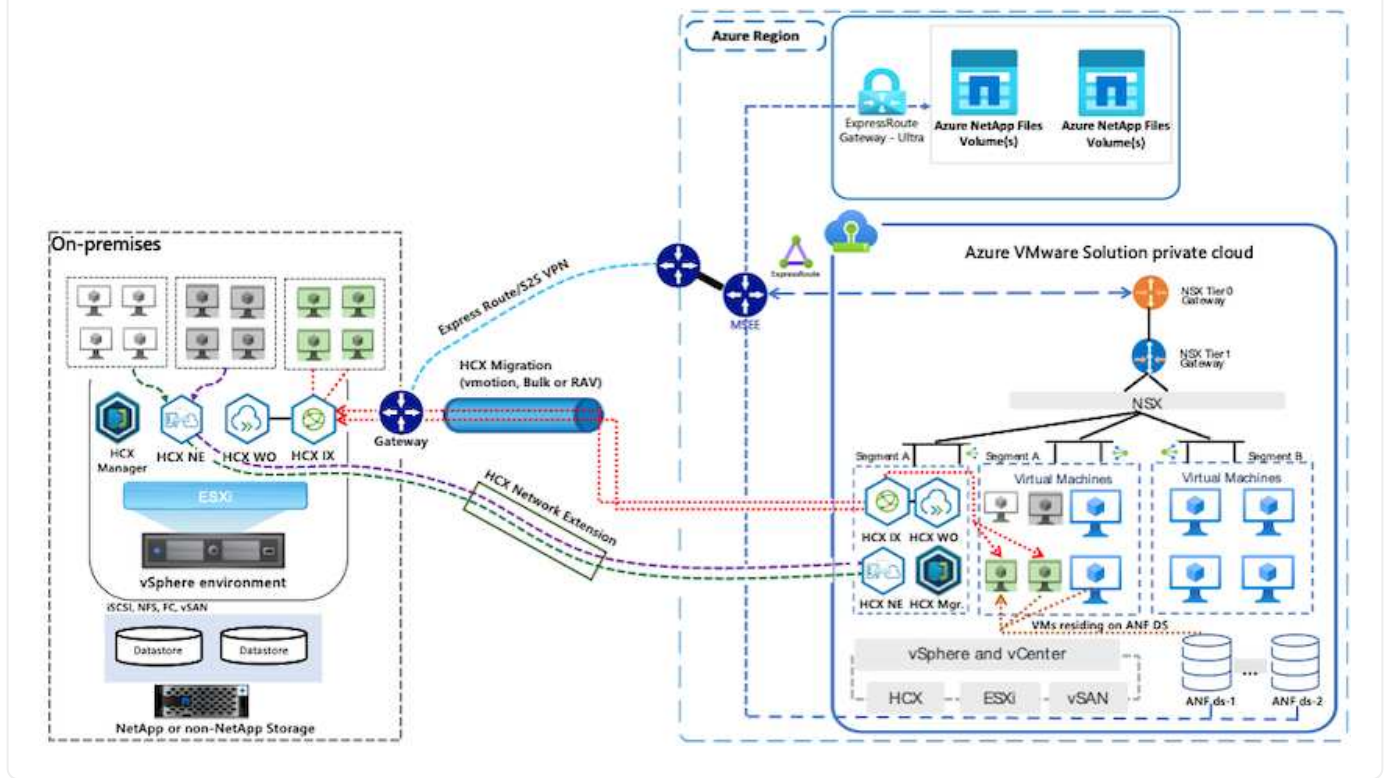 Azure Region
ExpressRoute
Gateway - Ultra
Azure NetApp Files
Volume(s)
Azure NetApp Files
Volume(s)
On-premises
Express Route/S2S VPN
ExpressRoute
MSEE
Azure VMware Solution private cloud
NSX Tier0
Gateway
NSX Tier1
Gateway
NSX
HCX Migration
(vmotion, Bulk or RAV)
Gateway
HCX
Manager
HCX NE
HCX WO
HCX IX
ESXi
vSphere environment
iSCSI, NFS, FC, vSAN
Datastore
Datastore
NetApp or non-NetApp Storage
HCX Network Extension
Segment A
Segment A
Segment B
Virtual Machines
Virtual Machines
HCX IX
HCX WO
HCX NE
HCX Mgr.
VMs residing on ANF DS
vSphere and vCenter
HCX
ESXi
vSAN
...
ANF ds-1
ANF ds-2